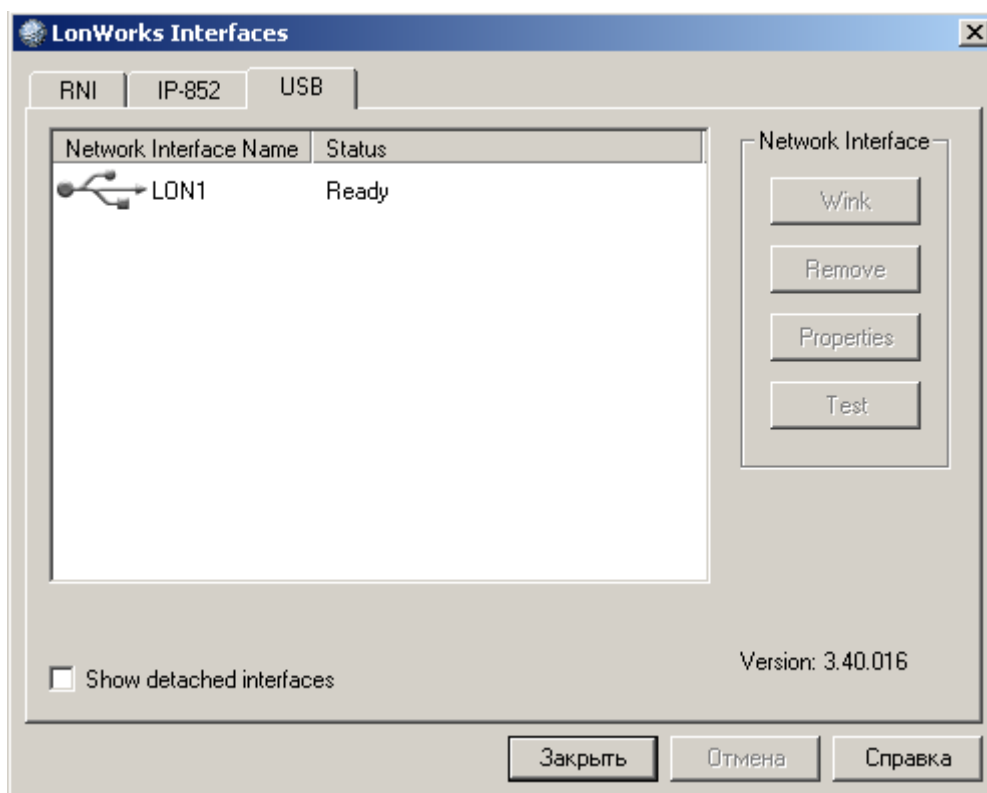 LonWorks Interfaces
RNI IP-852 USB
Network Interface Name Status
LON1 Ready
Network Interface
Wink
Remove
Properties
Test
Show detached interfaces
Version: 3.40.016
Закрыть Отмена Справка